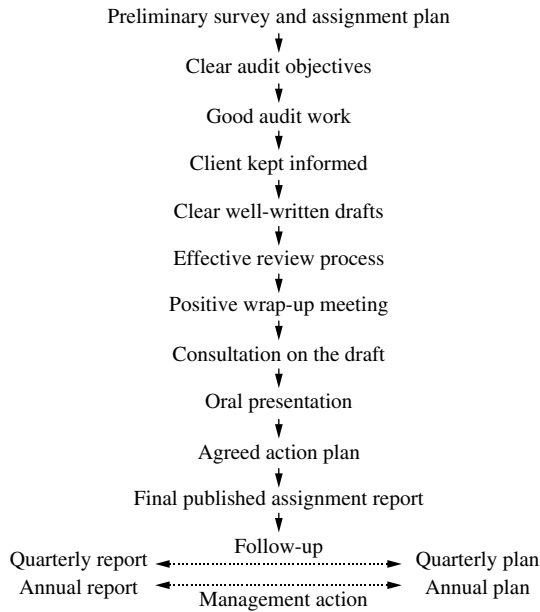 Preliminary survey and assignment plan
Clear audit objectives
Good audit work
Client kept informed
Clear well-written drafts
Effective review process
Positive wrap-up meeting
Consultation on the draft
Oral presentation
Agreed action plan
Final published assignment report
Follow-up
Quarterly report Quarterly plan
Annual report Annual plan
Management action